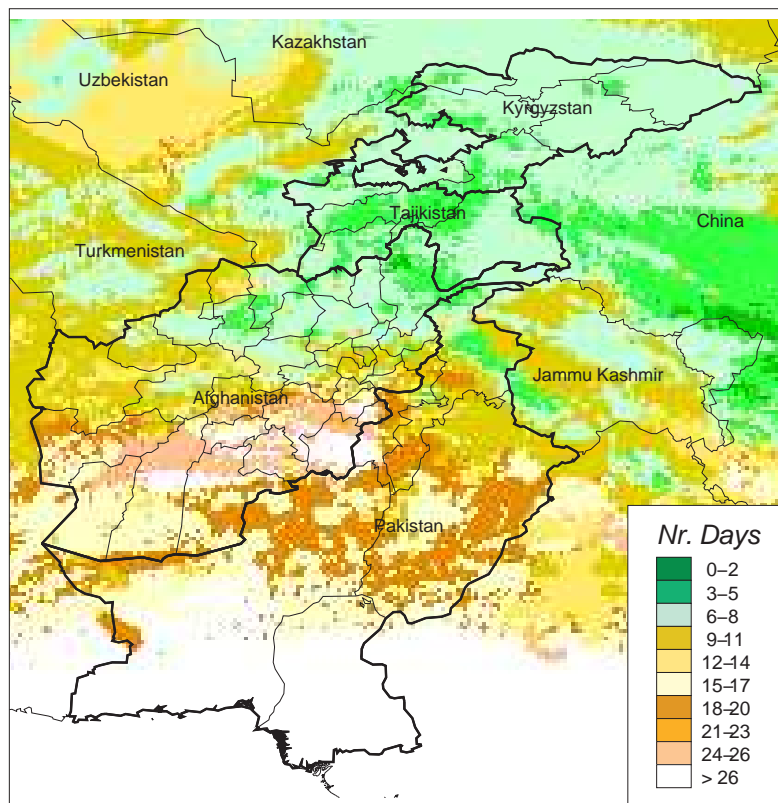 Kazakhstan
Uzbekistan
Kyrgyzstan
Tajikistan
China
Turkmenistan
Jammu Kashmir
Afghanistan
Pakistan
Nr. Days
0–2
3–5
6–8
9–11
12–14
15–17
18–20
21–23
24–26
> 26